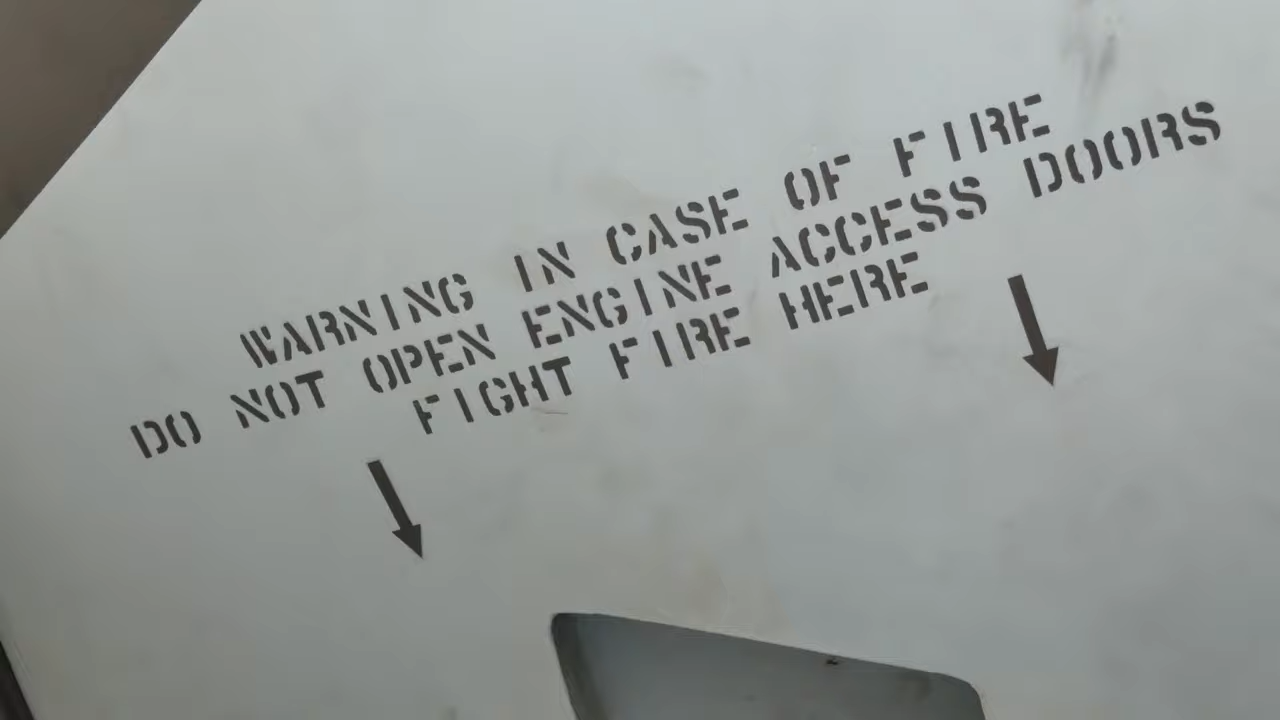 WARNING IN CASE OF FIRE
DO NOT OPEN ENGINE ACCESS DOORS
FIGHT FIRE HERE